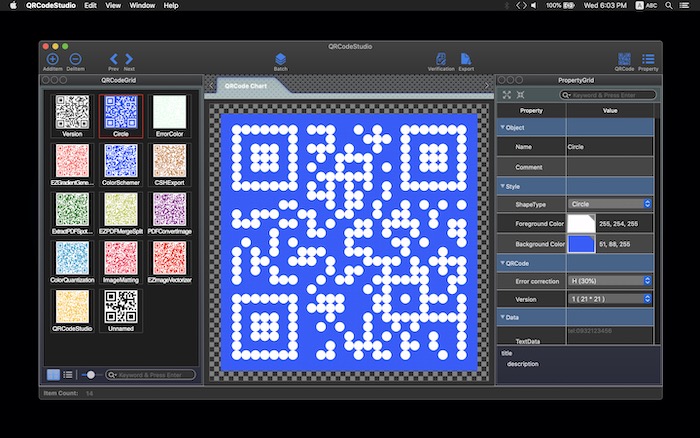 QRCodeStudio Edit View Window Help 100% Wed 6:03 PM A ABC
QRCodeStudio
AddItem DelItem Prev Next Batch Verification Export QRCode Property
QRCodeGrid
Version Circle ErrorColor
EZGradientGene... ColorSchemer CSHExport
ExtractPDFSpot... EZPDFMergeSplit PDFConvertImage
ColorQuantization ImageMatting EZImageVectorizer
QRCodeStudio Unnamed
Keyword & Press Enter
Item Count: 14
QRCode Chart
PropertyGrid
Keyword & Press Enter
Property Value
Object
Name Circle
Comment
Style
ShapeType Circle
Foreground Color 255, 254, 255
Background Color 51, 88, 255
QRCode
Error correction H (30%)
Version 1 ( 21 * 21 )
Data
tel:0932123456
TextData
title
description